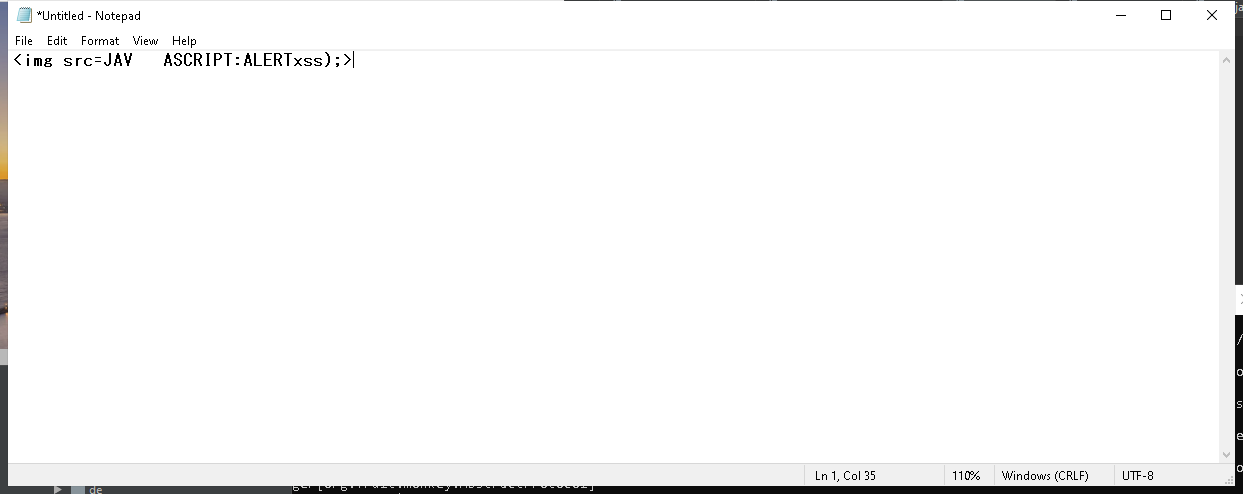 *Untitled - Notepad
File Edit Format View Help
<img src=JAV   ASCRIPT:ALERTxss);>
Ln 1, Col 35 110% Windows (CRLF) UTF-8
de